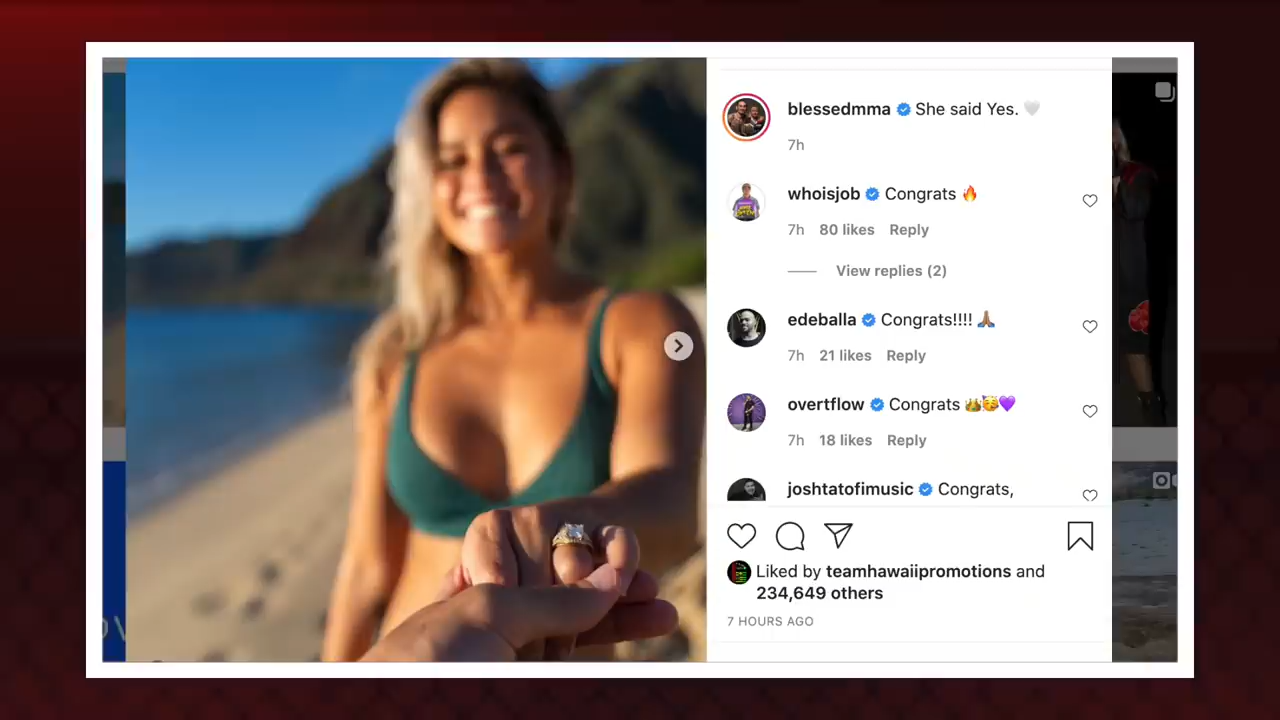 blessedmma She said Yes. 🤍
7h
whoisjob Congrats 🔥
7h 80 likes Reply
View replies (2)
edeballa Congrats!!!! 🙏🏽
7h 21 likes Reply
overtflow Congrats 👑🥳💜
7h 18 likes Reply
joshtatofimusic Congrats,
Liked by teamhawaiipromotions and
234,649 others
7 HOURS AGO